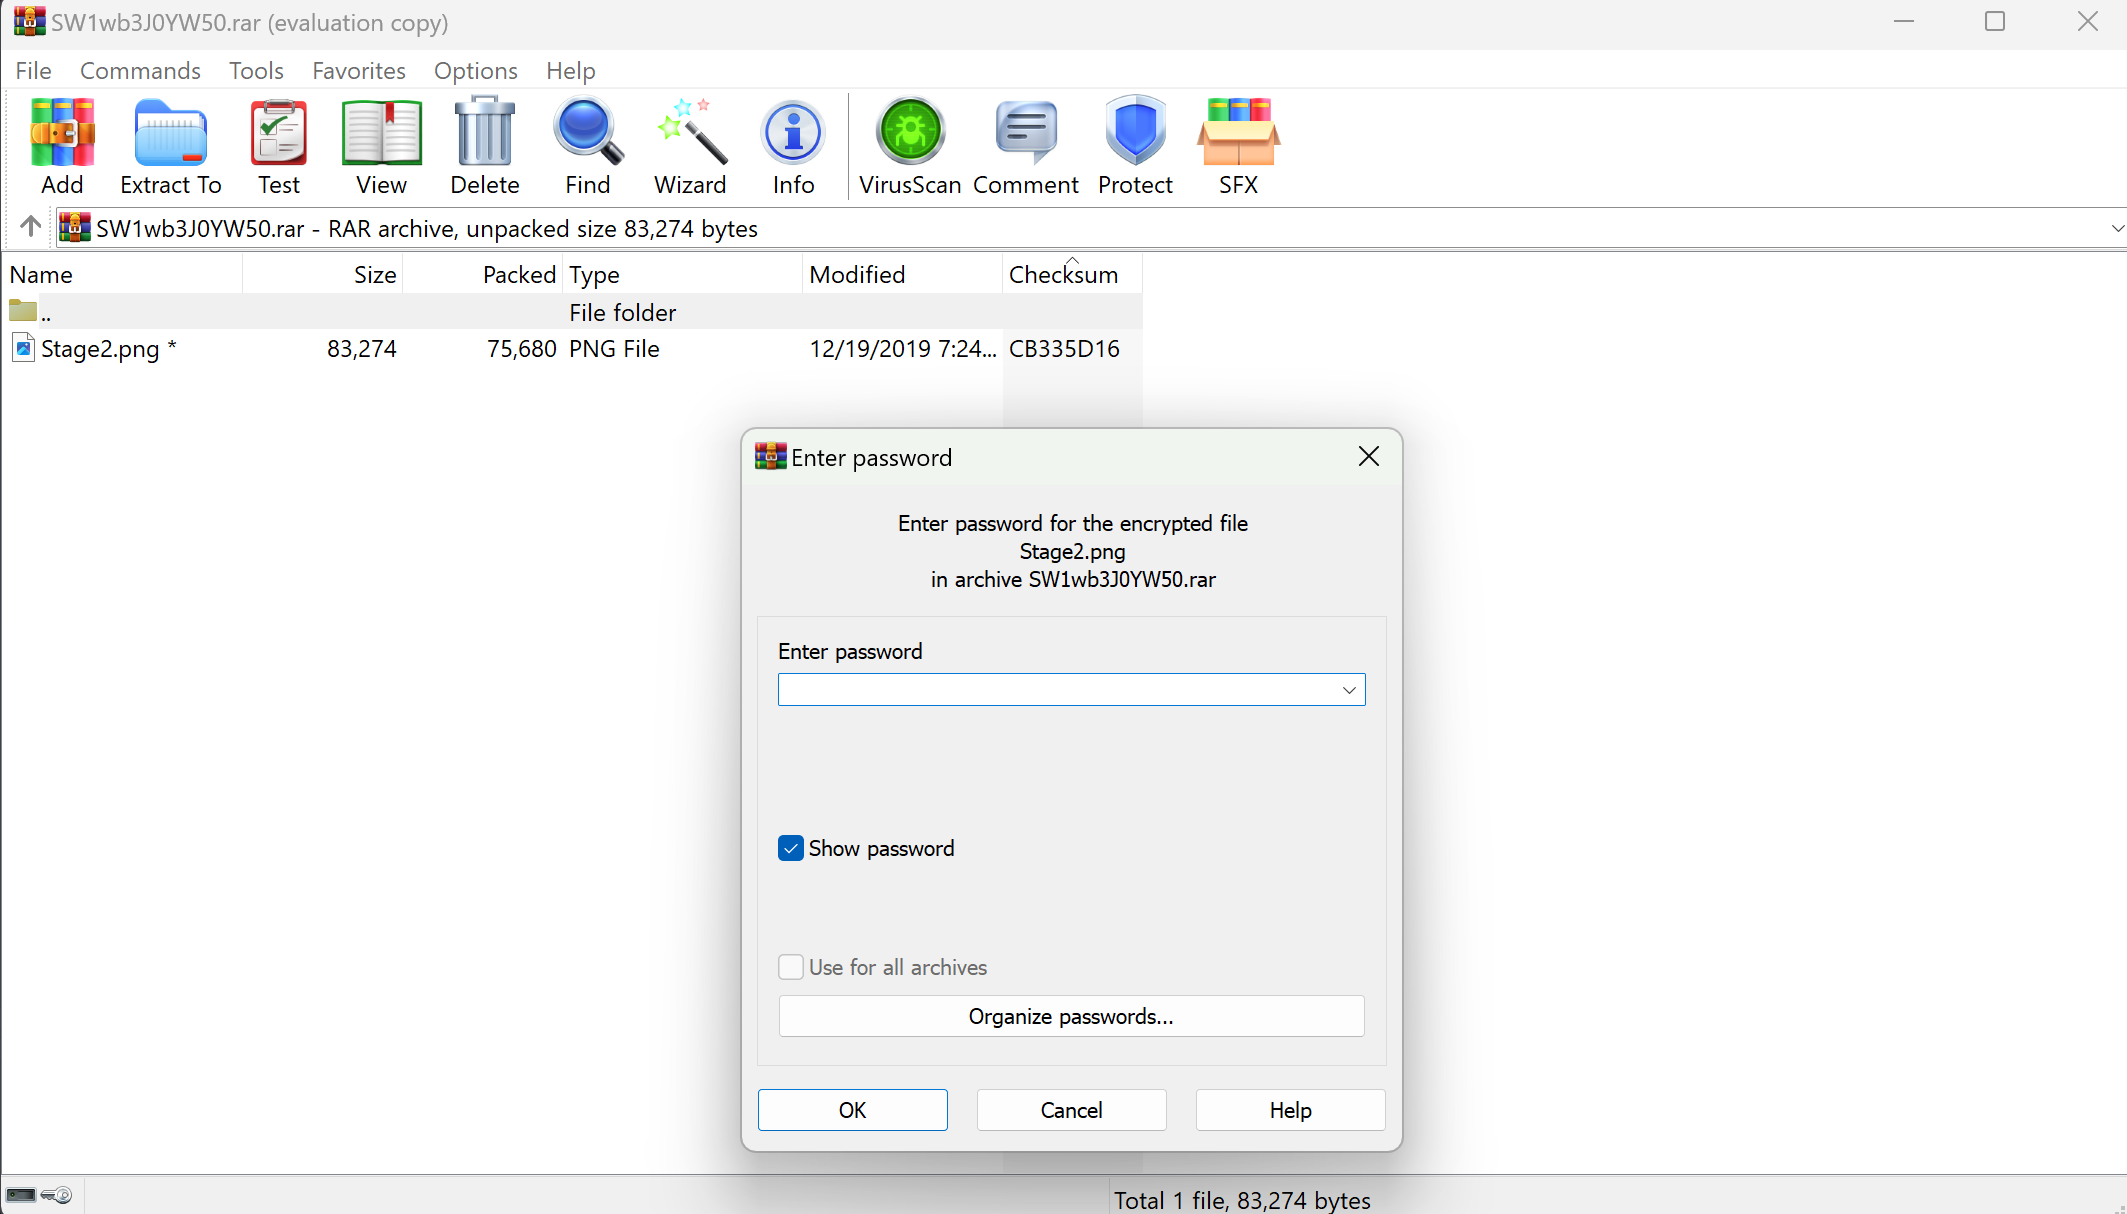 SW1wb3J0YW50.rar (evaluation copy)
File Commands Tools Favorites Options Help
Add Extract To Test View Delete Find Wizard Info VirusScan Comment Protect SFX
SW1wb3J0YW50.rar - RAR archive, unpacked size 83,274 bytes
Name Size Packed Type Modified Checksum
.. File folder
Stage2.png * 83,274 75,680 PNG File 12/19/2019 7:24... CB335D16
Enter password
Enter password for the encrypted file
Stage2.png
in archive SW1wb3J0YW50.rar
Enter password
Show password
Use for all archives
Organize passwords...
OK Cancel Help
Total 1 file, 83,274 bytes